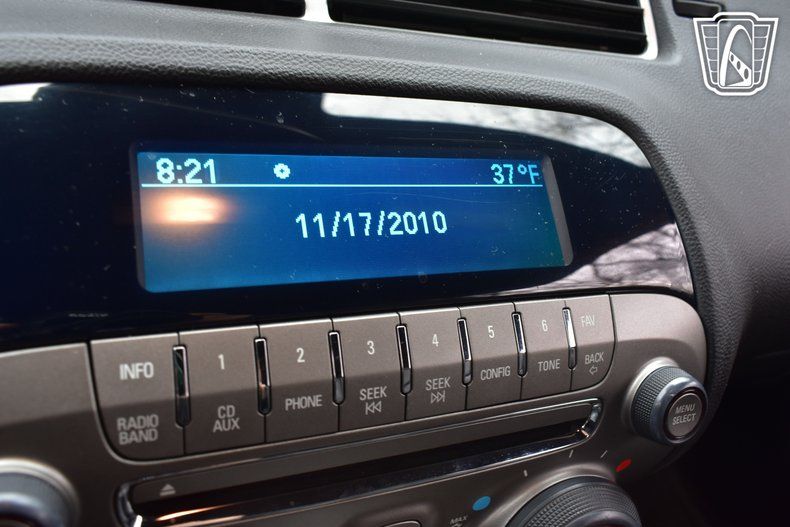 8:21 37°F
11/17/2010
INFO 1 2 3 4 5 6 FAV
RADIO BAND CD AUX PHONE SEEK SEEK CONFIG TONE BACK
MENU
SELECT
MAX